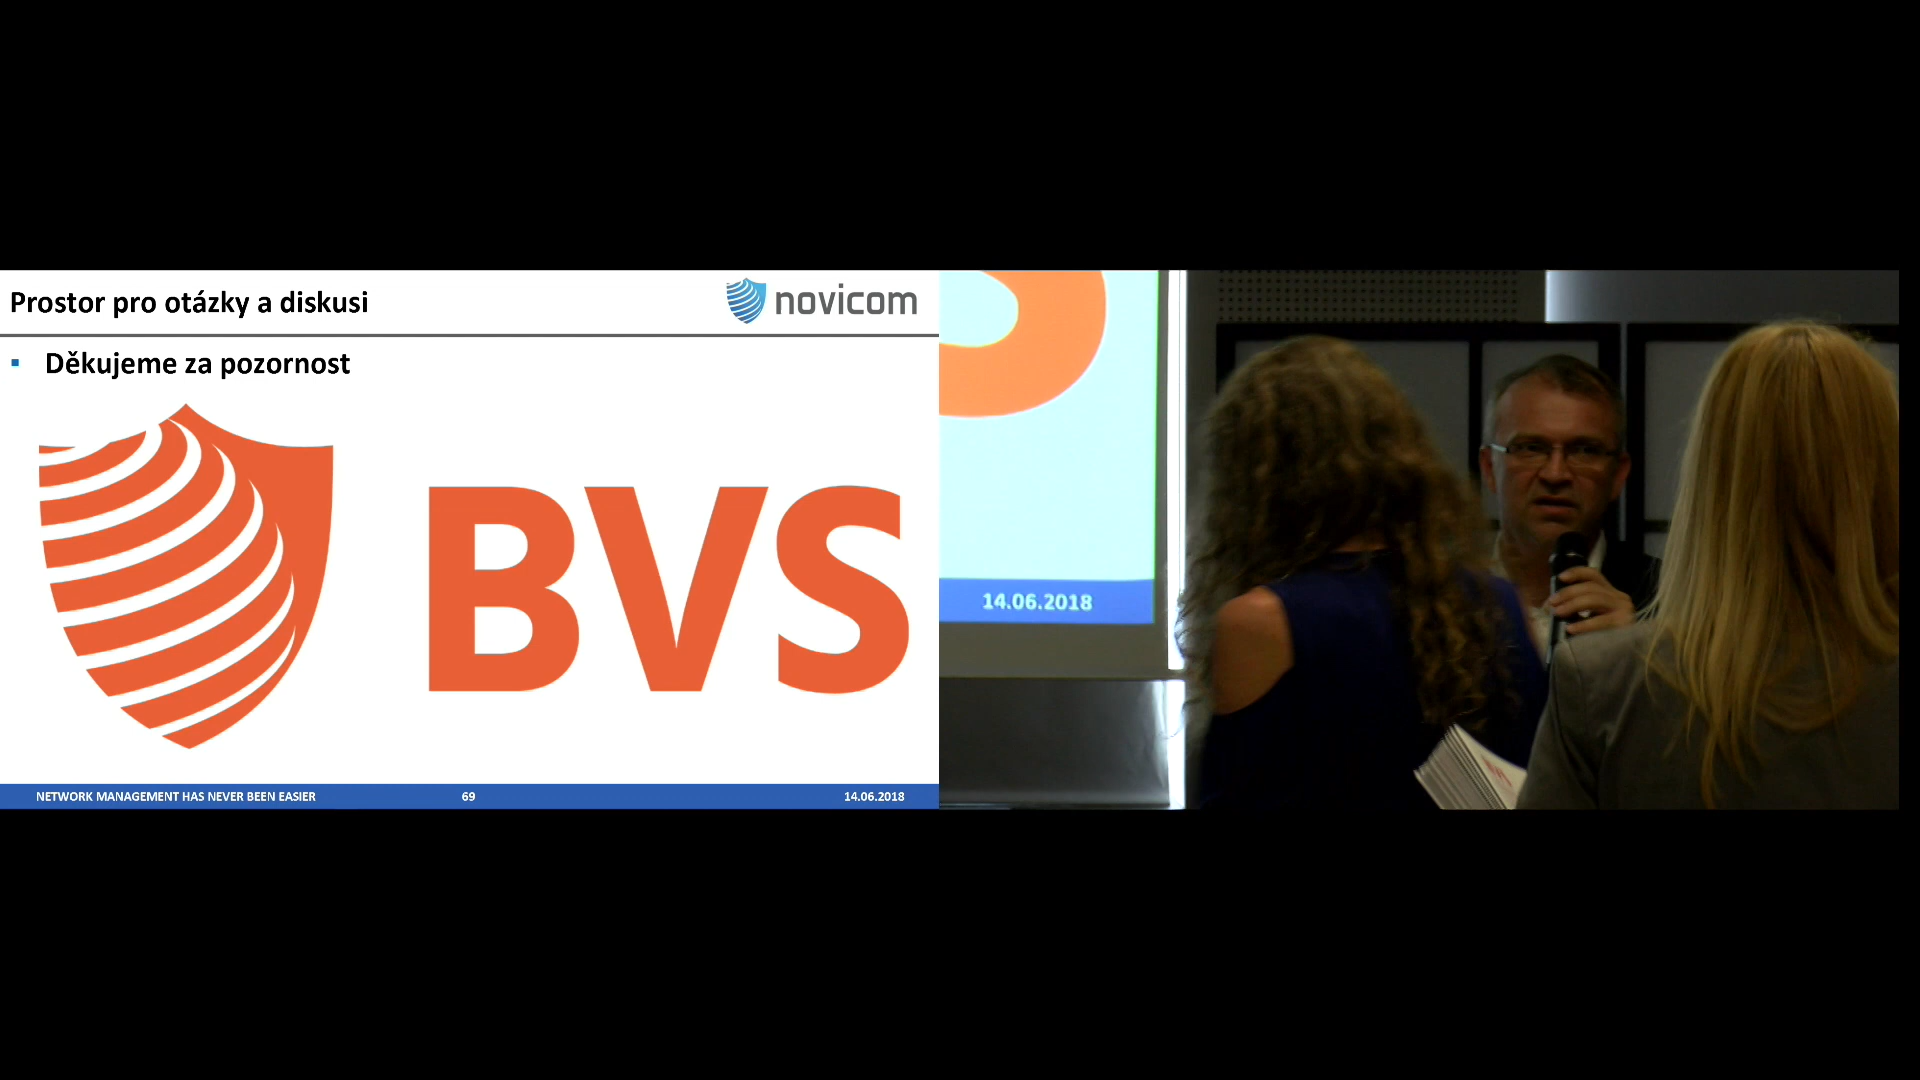 Prostor pro otázky a diskusi
novicom
▪ Děkujeme za pozornost
BVS
NETWORK MANAGEMENT HAS NEVER BEEN EASIER 69 14.06.2018
S
14.06.2018